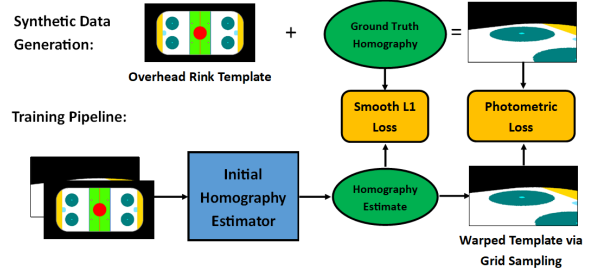 Synthetic Data
Generation:
+
Ground Truth
Homography
=
Overhead Rink Template
Smooth L1
Loss
Photometric
Loss
Training Pipeline:
Initial
Homography
Estimator
Homography
Estimate
Warped Template via
Grid Sampling